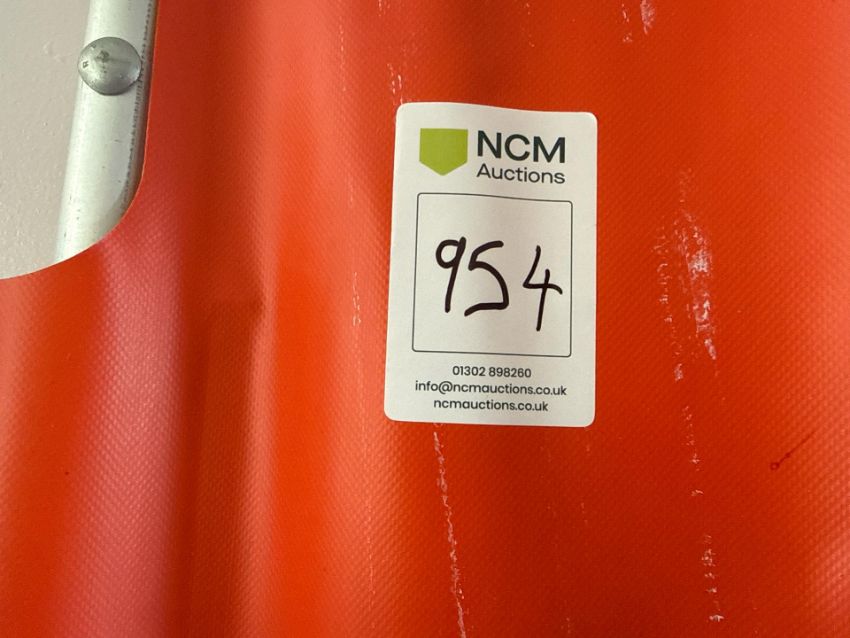 NCM
Auctions
954
01302 898260
info@ncmauctions.co.uk
ncmauctions.co.uk